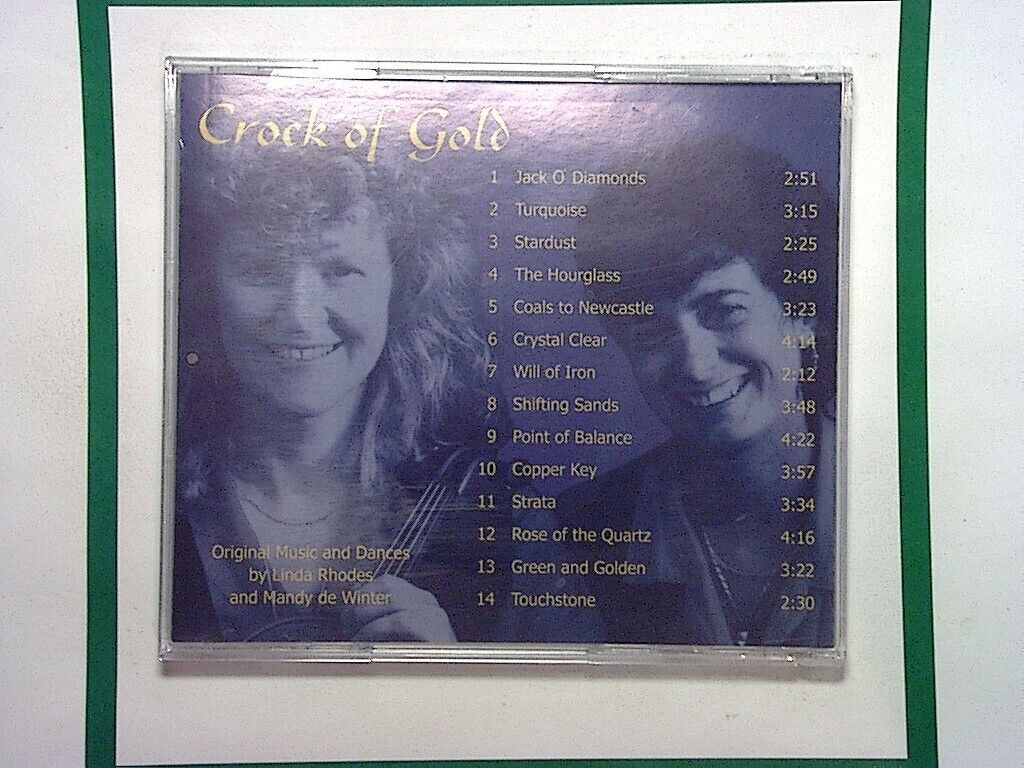 Crock of Gold
1 Jack O' Diamonds 2:51
2 Turquoise 3:15
3 Stardust 2:25
4 The Hourglass 2:49
5 Coals to Newcastle 3:23
6 Crystal Clear 4:14
7 Will of Iron 2:12
8 Shifting Sands 3:48
9 Point of Balance 4:22
10 Copper Key 3:57
11 Strata 3:34
12 Rose of the Quartz 4:16
13 Green and Golden 3:22
14 Touchstone 2:30
Original Music and Dances
by Linda Rhodes
and Mandy de Winter